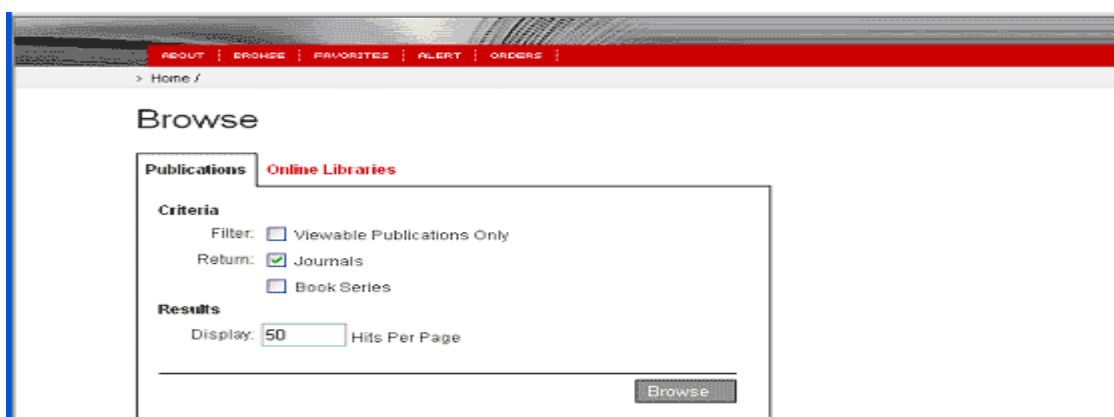 ABOUT BROWSE FAVORITES ALERT ORDERS
> Home /
Browse
Publications Online Libraries
Criteria
Filter: Viewable Publications Only
Return: Journals
Book Series
Results
Display: 50 Hits Per Page
Browse